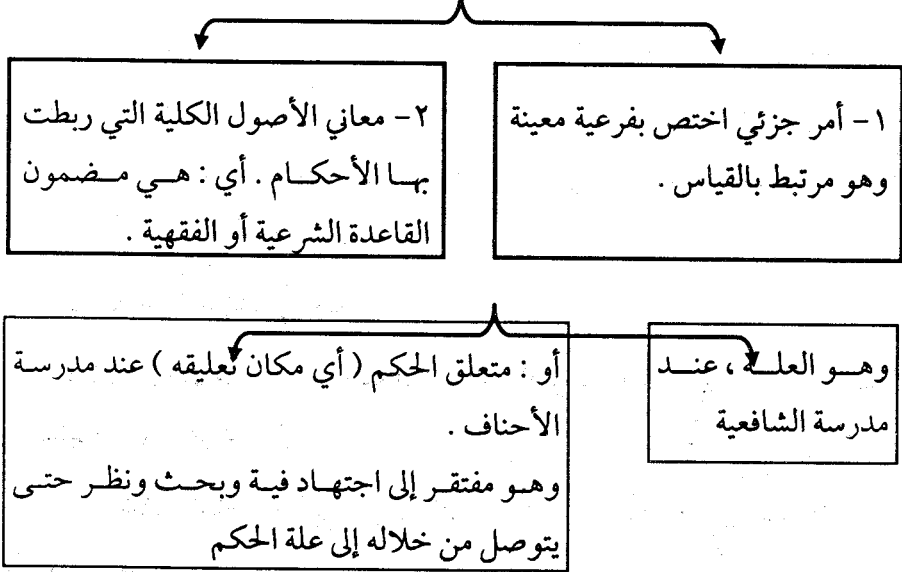 ١- أمر جزئي اختص بفرعية معينة
وهو مرتبط بالقياس .
٢- معاني الأصول الكلية التي ربطت
بها الأحكام . أي : هي مضمون
القاعدة الشرعية أو الفقهية .
وهو العلة ، عند
مدرسة الشافعية
أو : متعلق الحكم ( أي مكان تعليقه ) عند مدرسة
الأحناف .
وهو مفتقر إلى اجتهاد فية وبحث ونظر حتى
يتوصل من خلاله إلى علة الحكم